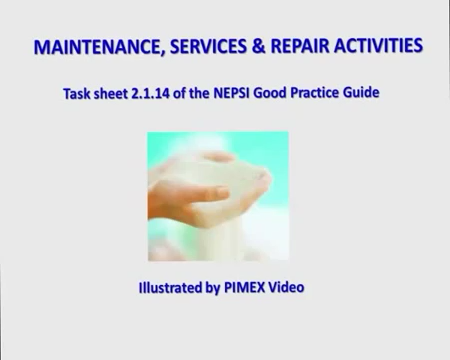 MAINTENANCE, SERVICES & REPAIR ACTIVITIES
Task sheet 2.1.14 of the NEPSI Good Practice Guide
Illustrated by PIMEX Video